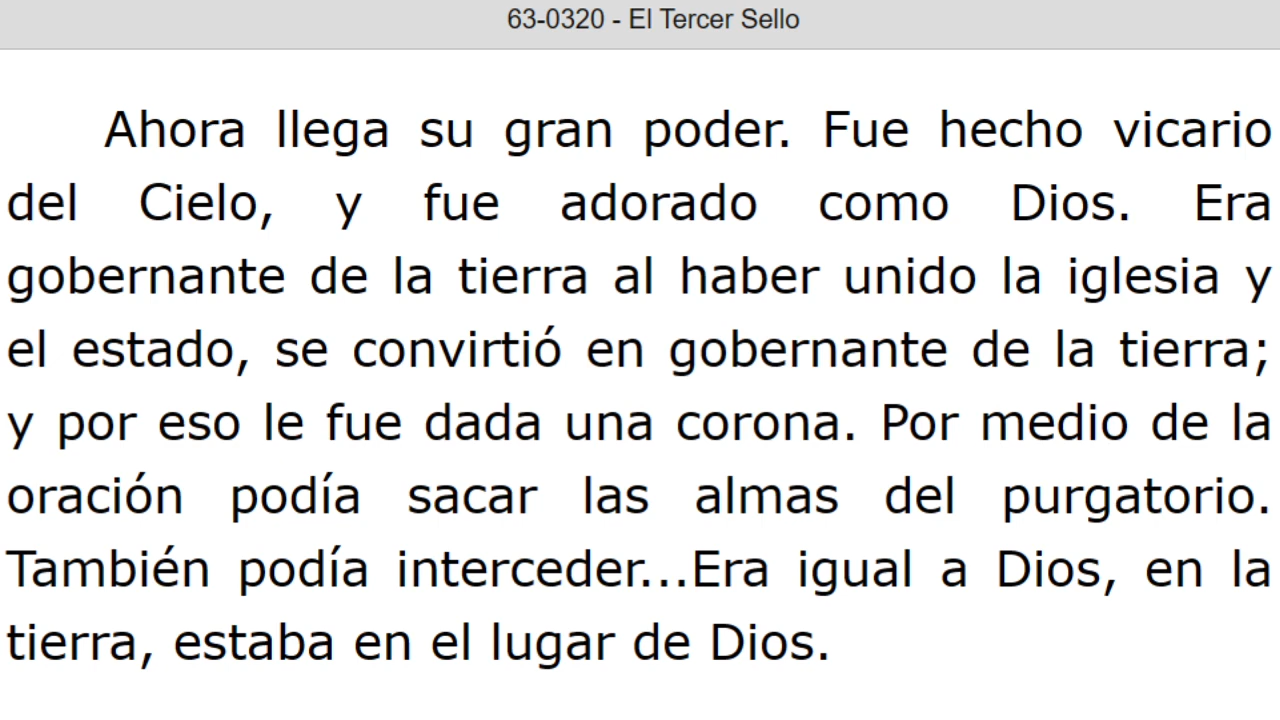 63-0320 - El Tercer Sello
Ahora llega su gran poder. Fue hecho vicario
del Cielo, y fue adorado como Dios. Era
gobernante de la tierra al haber unido la iglesia y
el estado, se convirtió en gobernante de la tierra;
y por eso le fue dada una corona. Por medio de la
oración podía sacar las almas del purgatorio.
También podía interceder...Era igual a Dios, en la
tierra, estaba en el lugar de Dios.